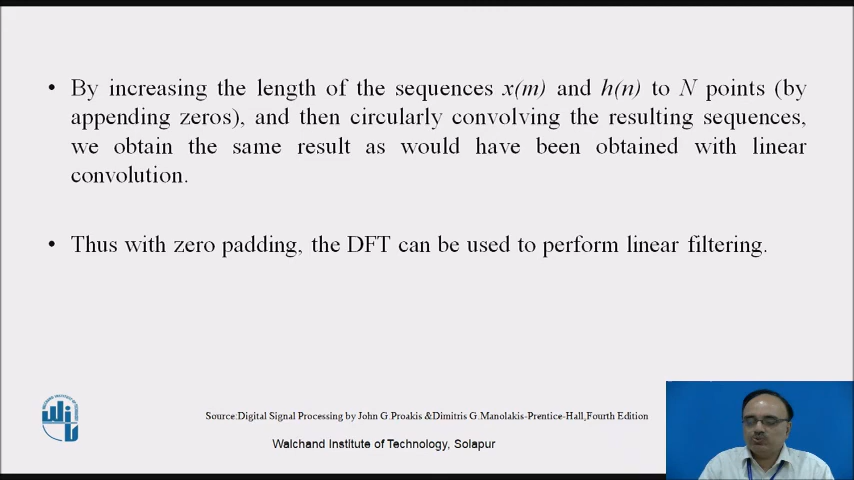 • By increasing the length of the sequences x(m) and h(n) to N points (by
appending zeros), and then circularly convolving the resulting sequences,
we obtain the same result as would have been obtained with linear
convolution.
• Thus with zero padding, the DFT can be used to perform linear filtering.
Source:Digital Signal Processing by John G.Proakis &Dimitris G.Manolakis-Prentice-Hall,Fourth Edition
Walchand Institute of Technology, Solapur